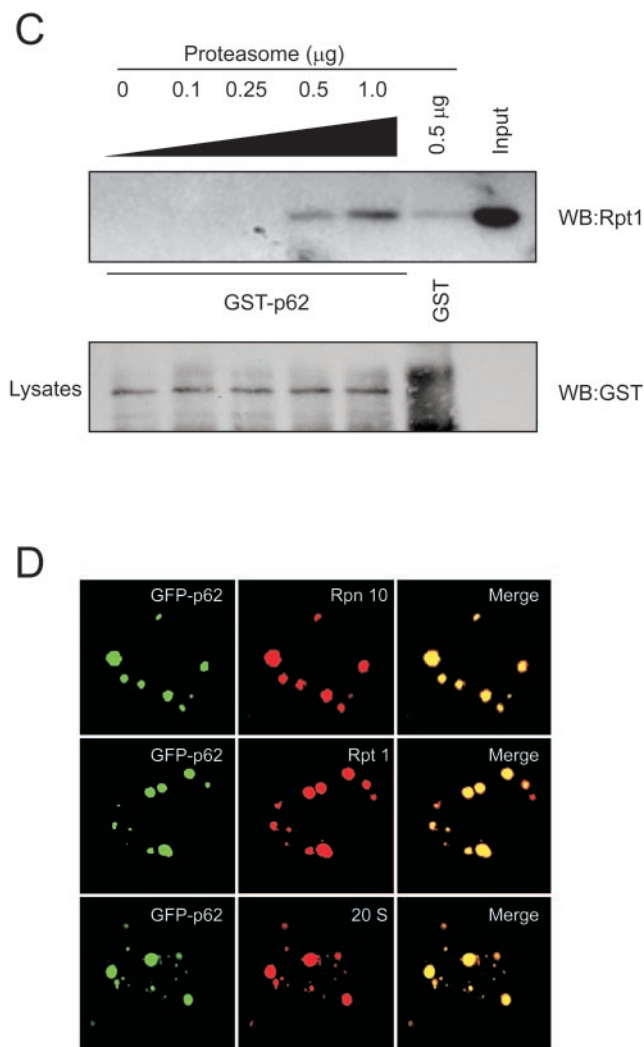 C
Proteasome (μg)
0 0.1 0.25 0.5 1.0
0.5 μg
Input
WB:Rpt1
GST-p62
GST
Lysates
WB:GST
D
GFP-p62 Rpn 10 Merge
GFP-p62 Rpt 1 Merge
GFP-p62 20 S Merge